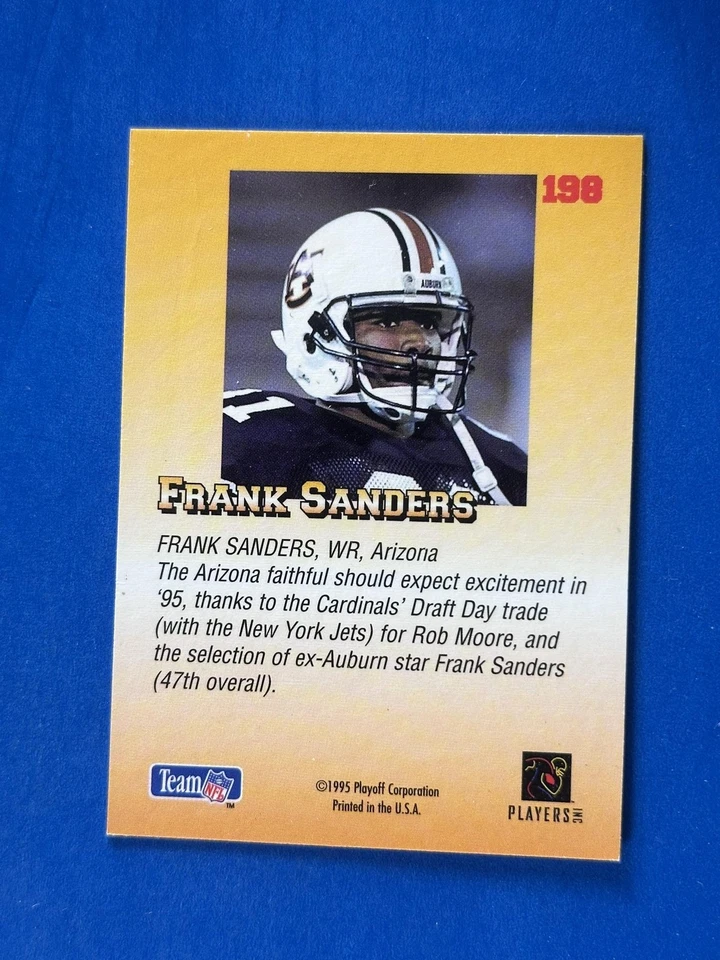 198
AUBURN
1
FRANK SANDERS
FRANK SANDERS, WR, Arizona
The Arizona faithful should expect excitement in
‘95, thanks to the Cardinals’ Draft Day trade
(with the New York Jets) for Rob Moore, and
the selection of ex-Auburn star Frank Sanders
(47th overall).
Team NFL™
©1995 Playoff Corporation
Printed in the U.S.A.
PLAYERS INC